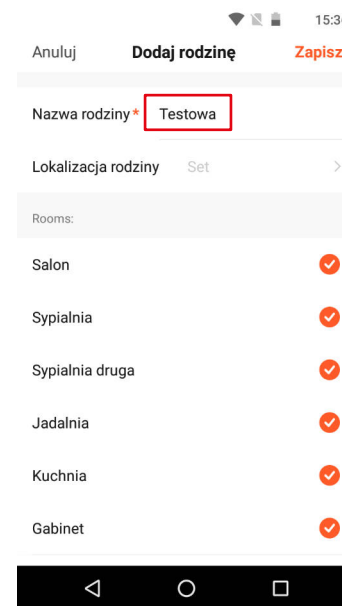 15:3
Anuluj Dodaj rodzinę Zapisz
Nazwa rodziny* Testowa
Lokalizacja rodziny Set
Rooms:
Salon
Sypialnia
Sypialnia druga
Jadalnia
Kuchnia
Gabinet